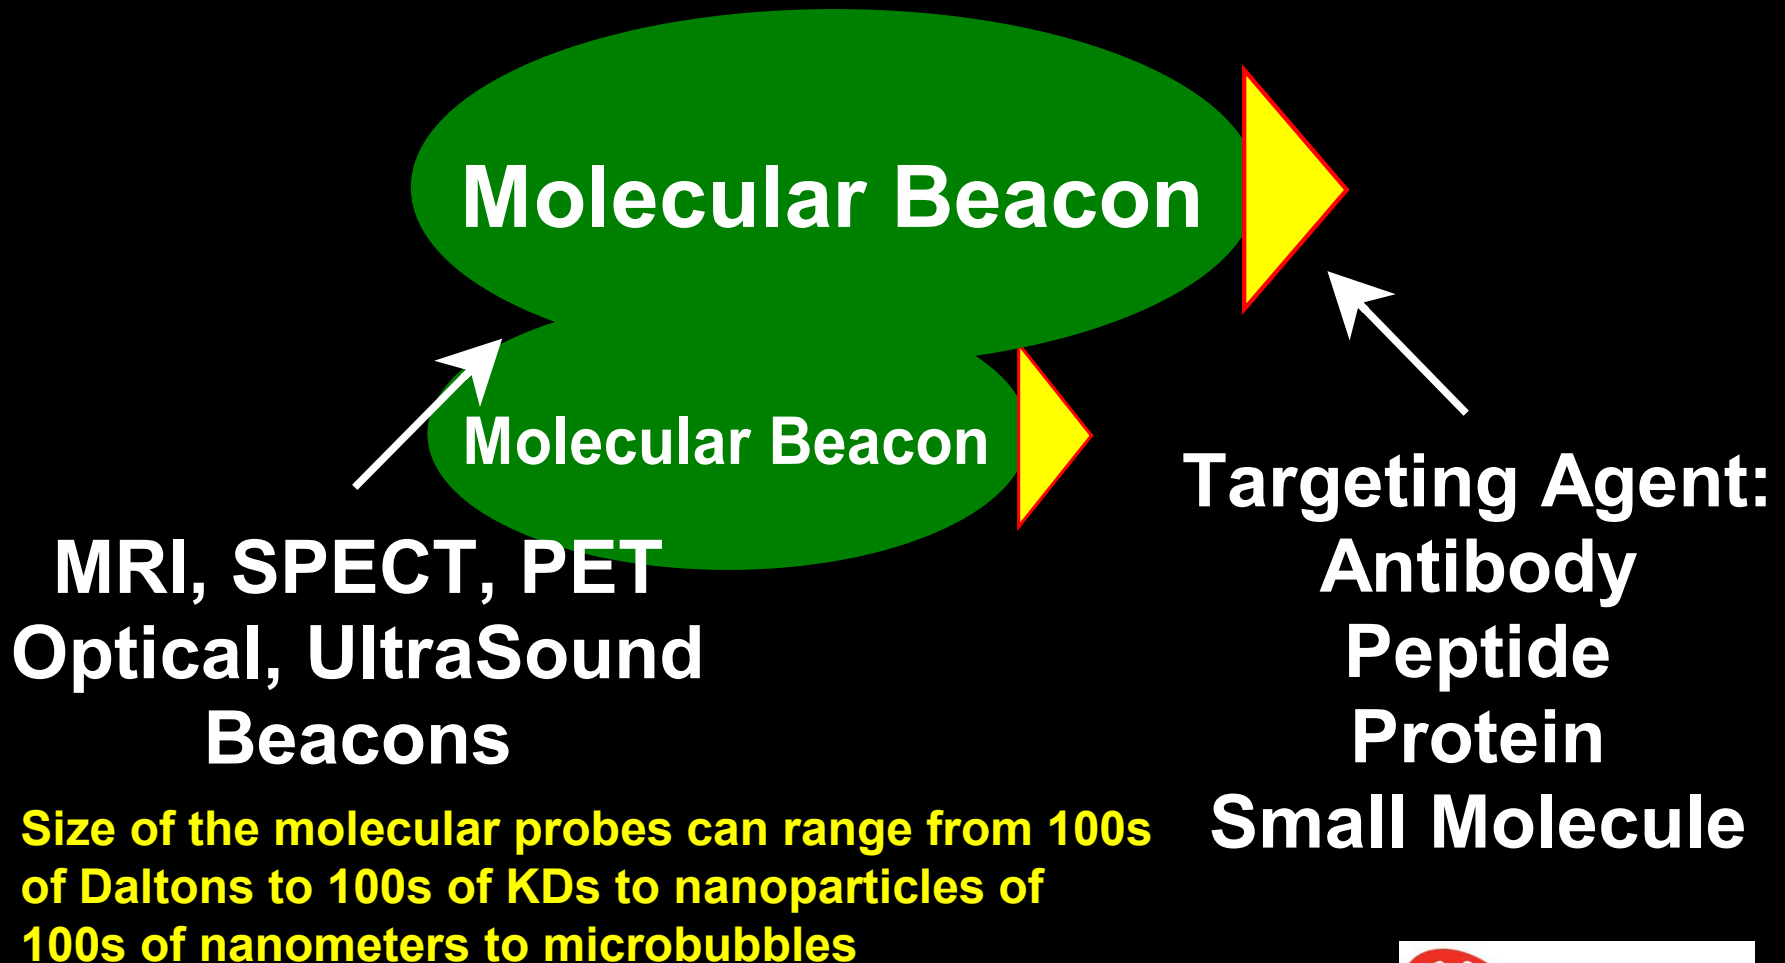 Molecular Beacon
Molecular Beacon
MRI, SPECT, PET
Optical, UltraSound
Beacons
Targeting Agent:
Antibody
Peptide
Protein
Small Molecule
Size of the molecular probes can range from 100s
of Daltons to 100s of KDs to nanoparticles of
100s of nanometers to microbubbles